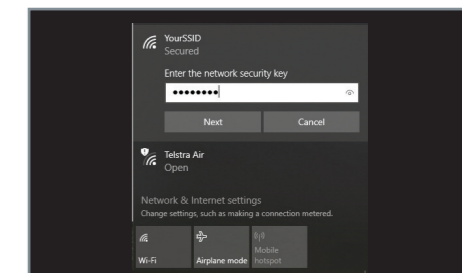 YourSSID
Secured
Enter the network security key
••••••••
Next
Cancel
Telstra Air
Open
Network & Internet settings
Change settings, such as making a connection metered.
Wi-Fi
Airplane mode
Mobile
hotspot